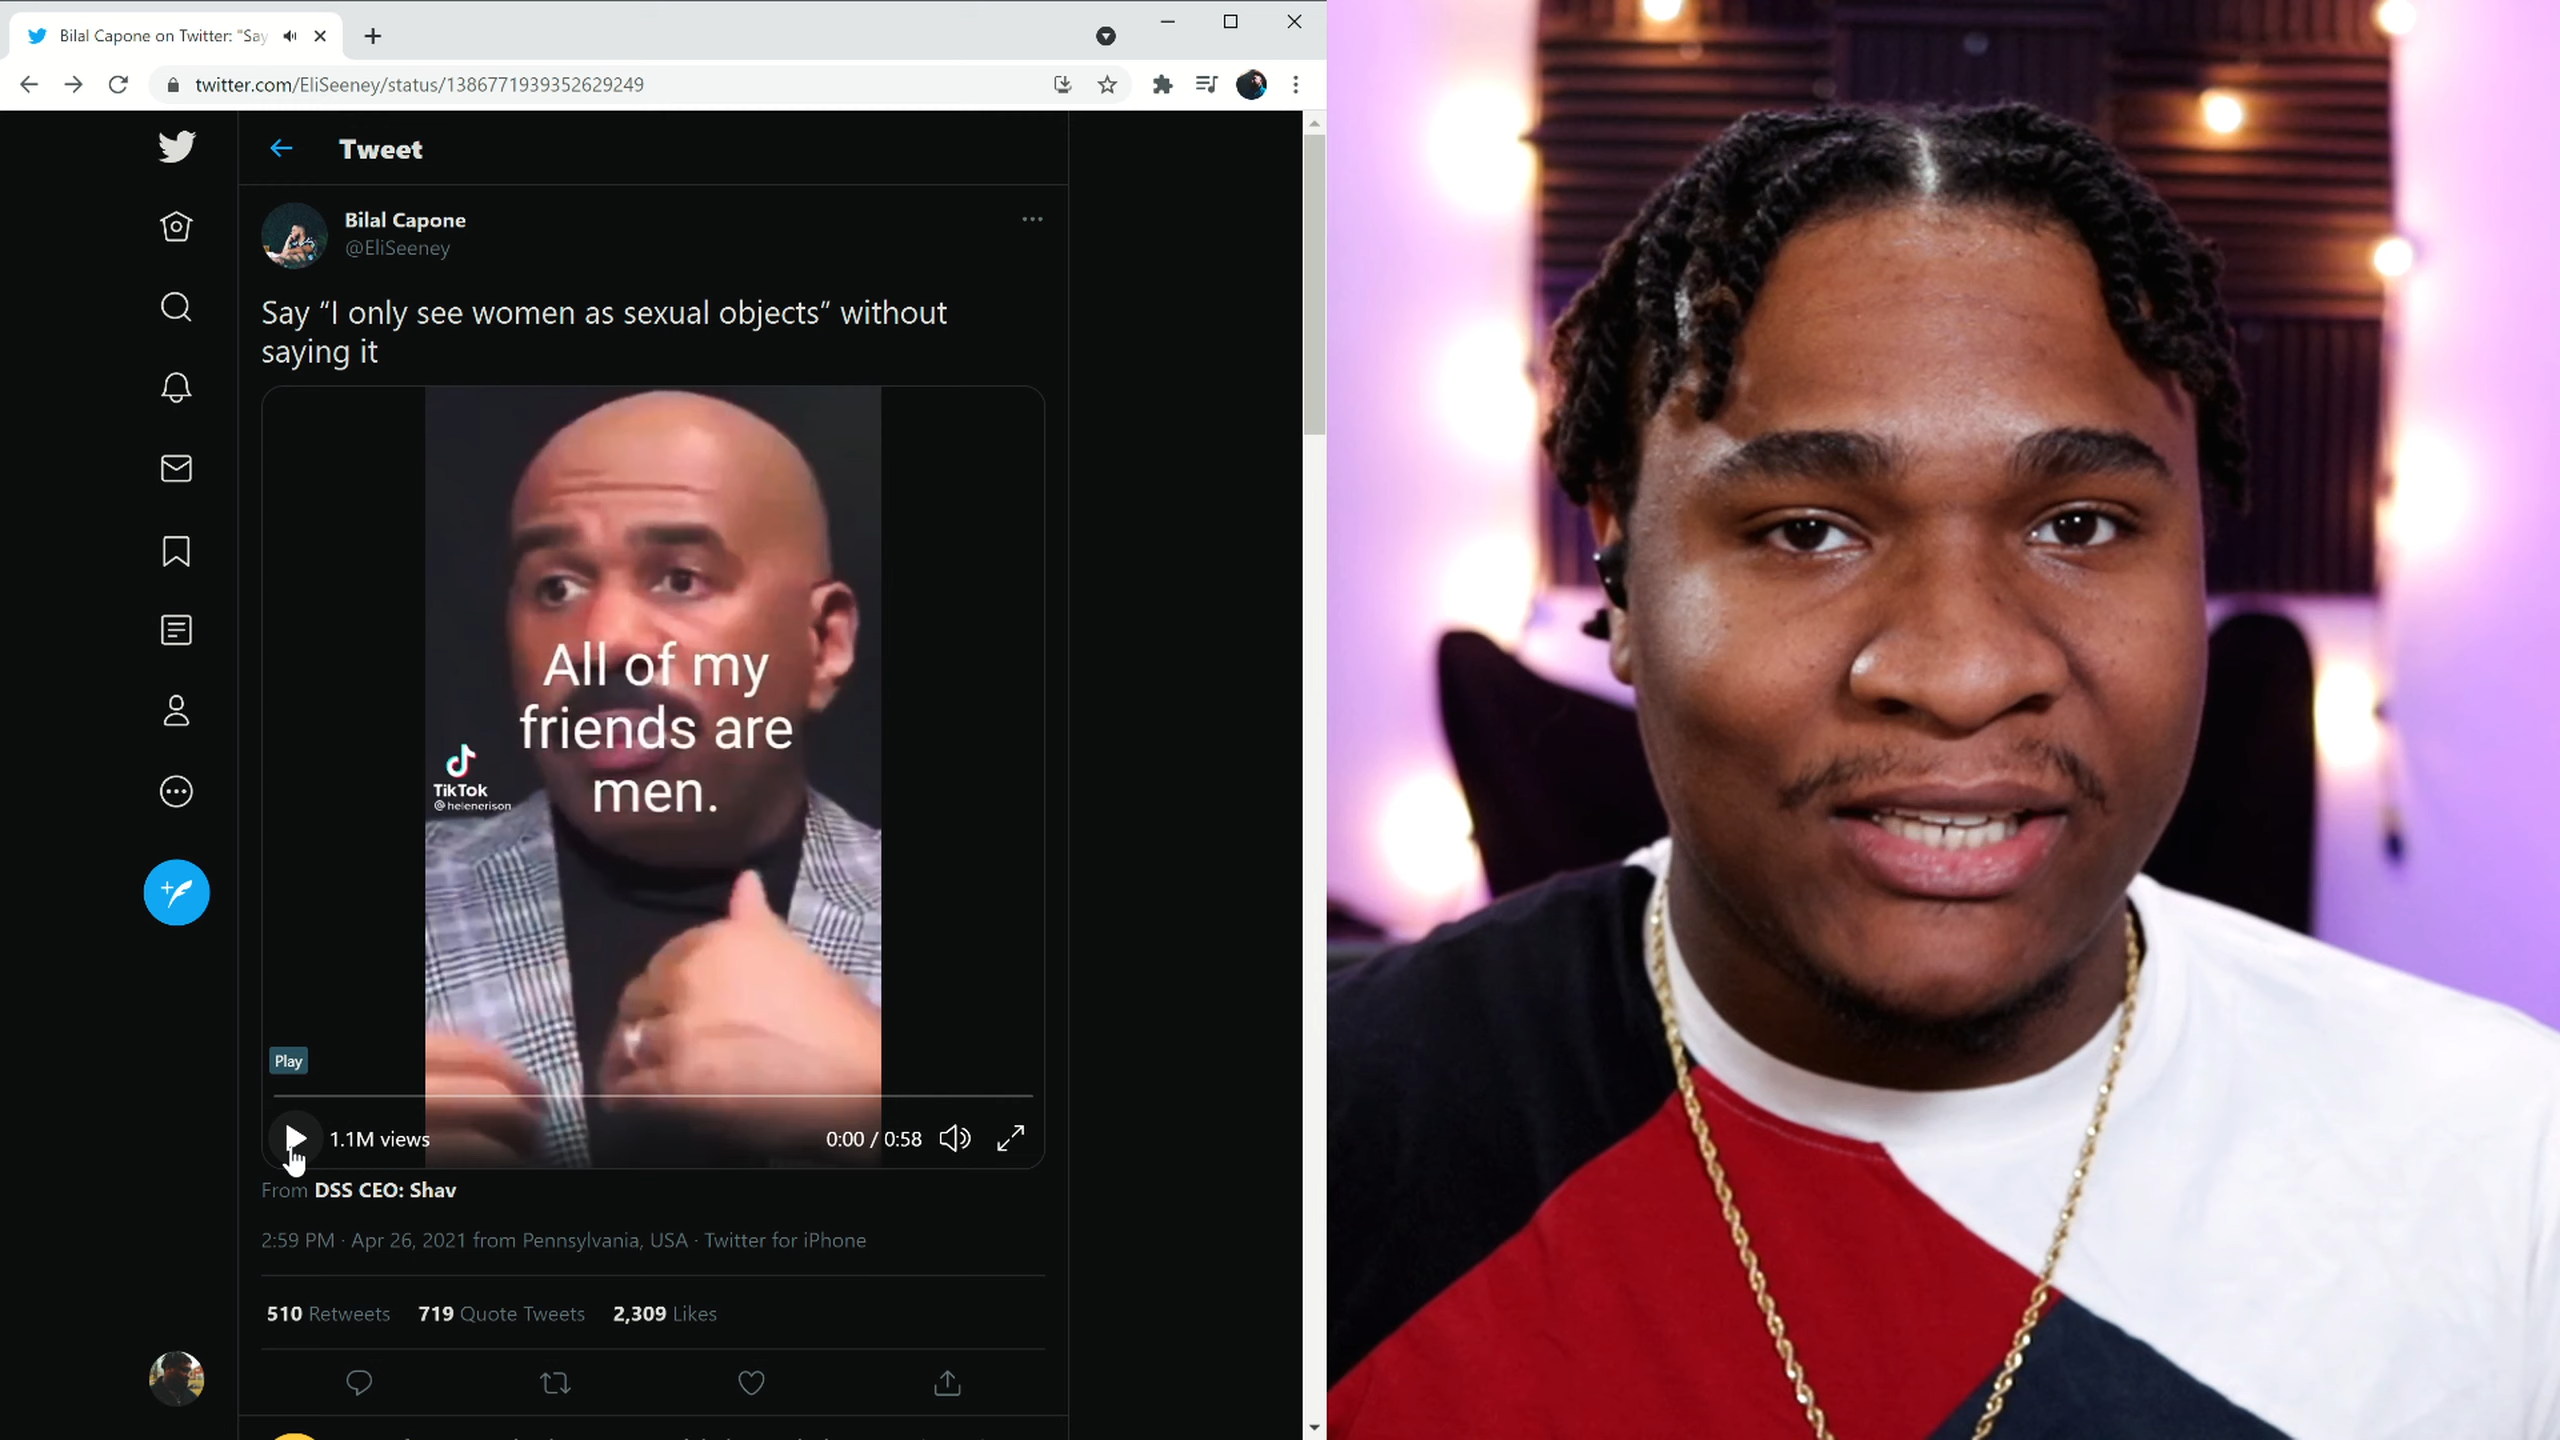 Bilal Capone on Twitter: "Say
twitter.com/EliSeeney/status/1386771939352629249
Tweet
Bilal Capone
@EliSeeney
Say “I only see women as sexual objects” without
saying it
All of my
friends are
men.
TikTok
@helenerison
Play
1.1M views
0:00 / 0:58
From DSS CEO: Shav
2:59 PM · Apr 26, 2021 from Pennsylvania, USA · Twitter for iPhone
510 Retweets 719 Quote Tweets 2,309 Likes